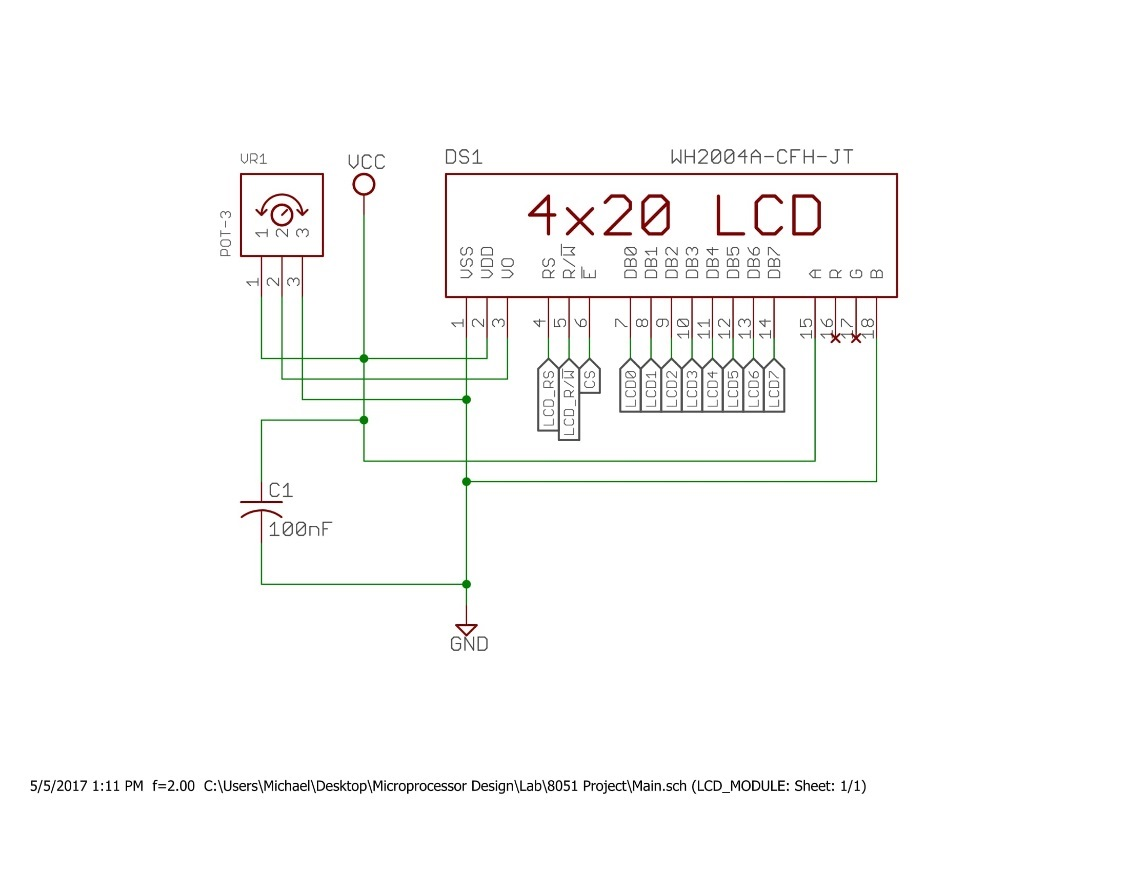 VR1
POT-3
1 2 3
1 2 3
VCC
DS1
WH2004A-CFH-JT
4x20 LCD
VSS VDD VO RS R/W E DB0 DB1 DB2 DB3 DB4 DB5 DB6 DB7 A R G B
1 2 3 4 5 6 7 8 9 10 11 12 13 14 15 16 17 18
LCD_RS LCD_R/W CS LCD0 LCD1 LCD2 LCD3 LCD4 LCD5 LCD6 LCD7
C1
100nF
GND
5/5/2017 1:11 PM f=2.00 C:\Users\Michael\Desktop\Microprocessor Design\Lab\8051 Project\Main.sch (LCD_MODULE: Sheet: 1/1)